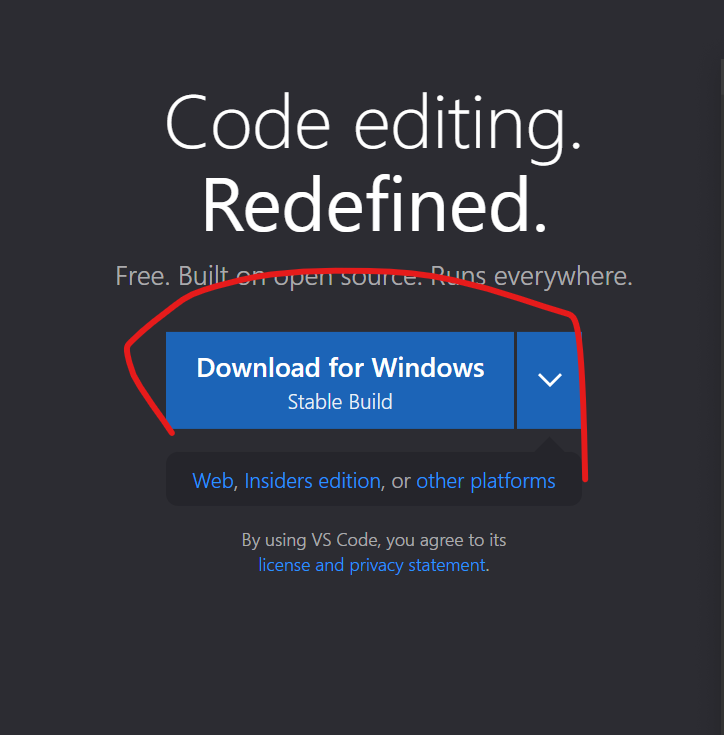 Code editing.
Redefined.
Free. Built on open source. Runs everywhere.
Download for Windows
Stable Build
Web, Insiders edition, or other platforms
By using VS Code, you agree to its
license and privacy statement.